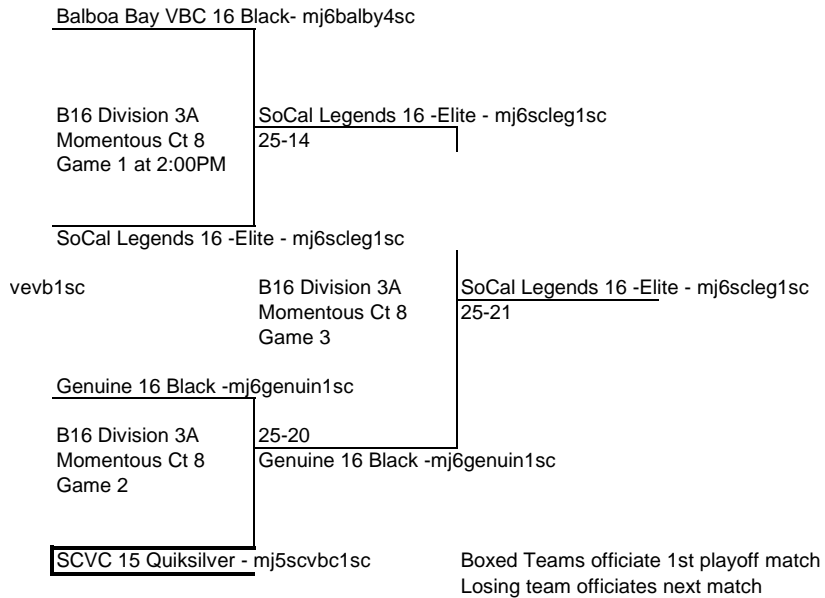 Balboa Bay VBC 16 Black- mj6balby4sc
B16 Division 3A
Momentous Ct 8
Game 1 at 2:00PM
SoCal Legends 16 -Elite - mj6scleg1sc
25-14
SoCal Legends 16 -Elite - mj6scleg1sc
vevb1sc
B16 Division 3A
Momentous Ct 8
Game 3
SoCal Legends 16 -Elite - mj6scleg1sc
25-21
Genuine 16 Black -mj6genuin1sc
B16 Division 3A
Momentous Ct 8
Game 2
25-20
Genuine 16 Black -mj6genuin1sc
SCVC 15 Quiksilver - mj5scvbc1sc
Boxed Teams officiate 1st playoff match
Losing team officiates next match